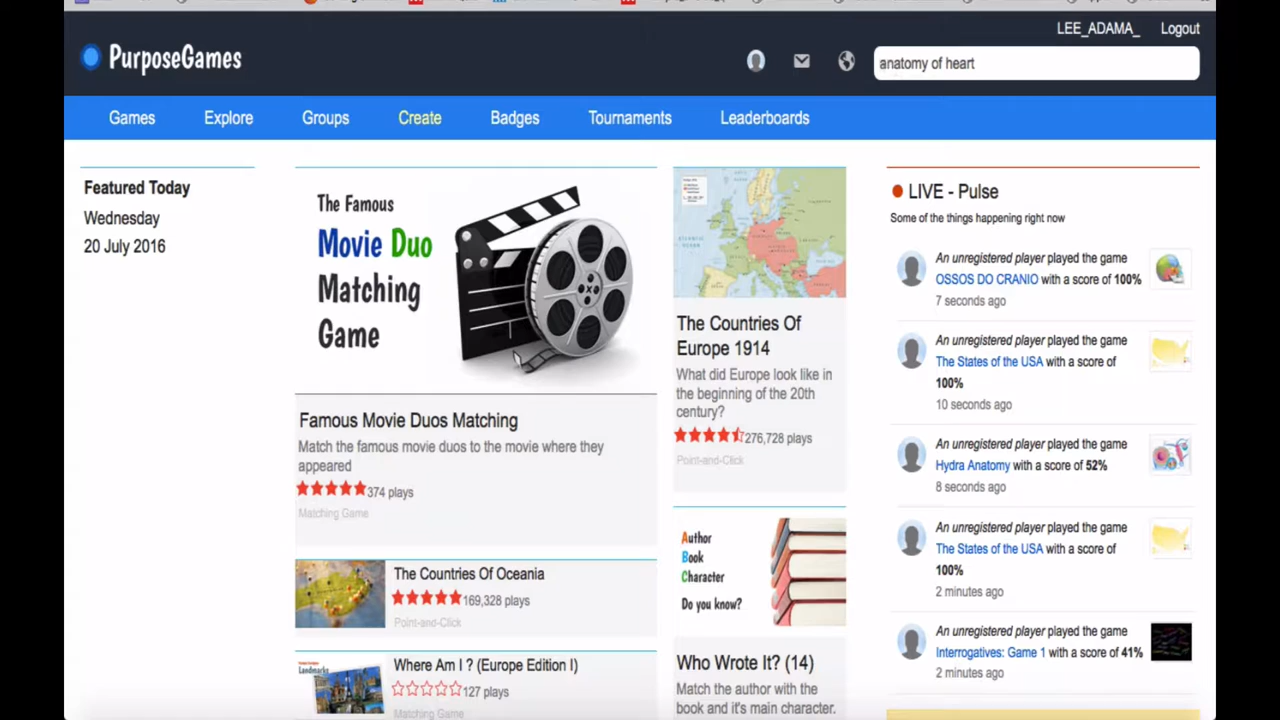 LEE_ADAMA_ Logout
PurposeGames
anatomy of heart
Games Explore Groups Create Badges Tournaments Leaderboards
Featured Today
Wednesday
20 July 2016
The Famous
Movie Duo
Matching
Game
Famous Movie Duos Matching
Match the famous movie duos to the movie where they
appeared
374 plays
Matching Game
The Countries Of Oceania
169,328 plays
Point-and-Click
Landmarks
Where Am I ? (Europe Edition I)
127 plays
Matching Game
The Countries Of
Europe 1914
What did Europe look like in
the beginning of the 20th
century?
276,728 plays
Point-and-Click
Author
Book
Character
Do you know?
Who Wrote It? (14)
Match the author with the
book and it's main character.
LIVE - Pulse
Some of the things happening right now
An unregistered player played the game
OSSOS DO CRANIO with a score of 100%
7 seconds ago
An unregistered player played the game
The States of the USA with a score of
100%
10 seconds ago
An unregistered player played the game
Hydra Anatomy with a score of 52%
8 seconds ago
An unregistered player played the game
The States of the USA with a score of
100%
2 minutes ago
An unregistered player played the game
Interrogatives: Game 1 with a score of 41%
2 minutes ago